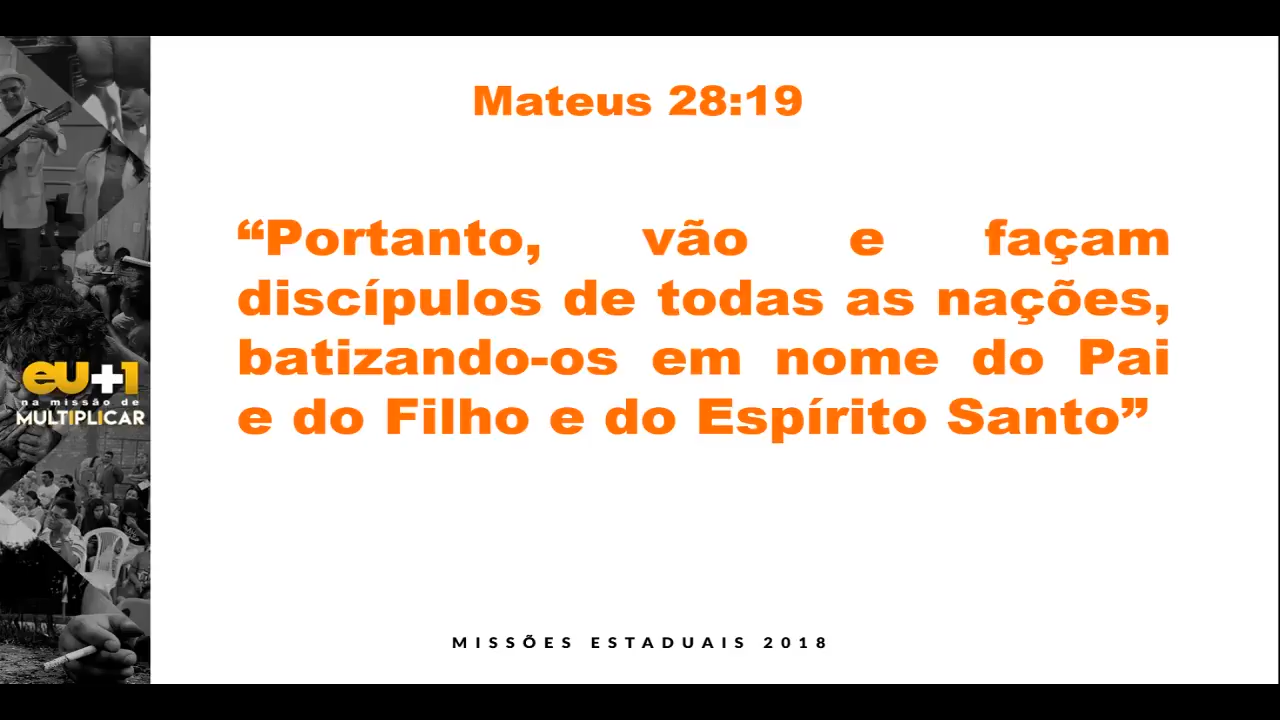 Mateus 28:19
“Portanto, vão e façam
discípulos de todas as nações,
batizando-os em nome do Pai
e do Filho e do Espírito Santo”
eU+1
na missão de
MULTIPLICAR
MISSÕES ESTADUAIS 2018